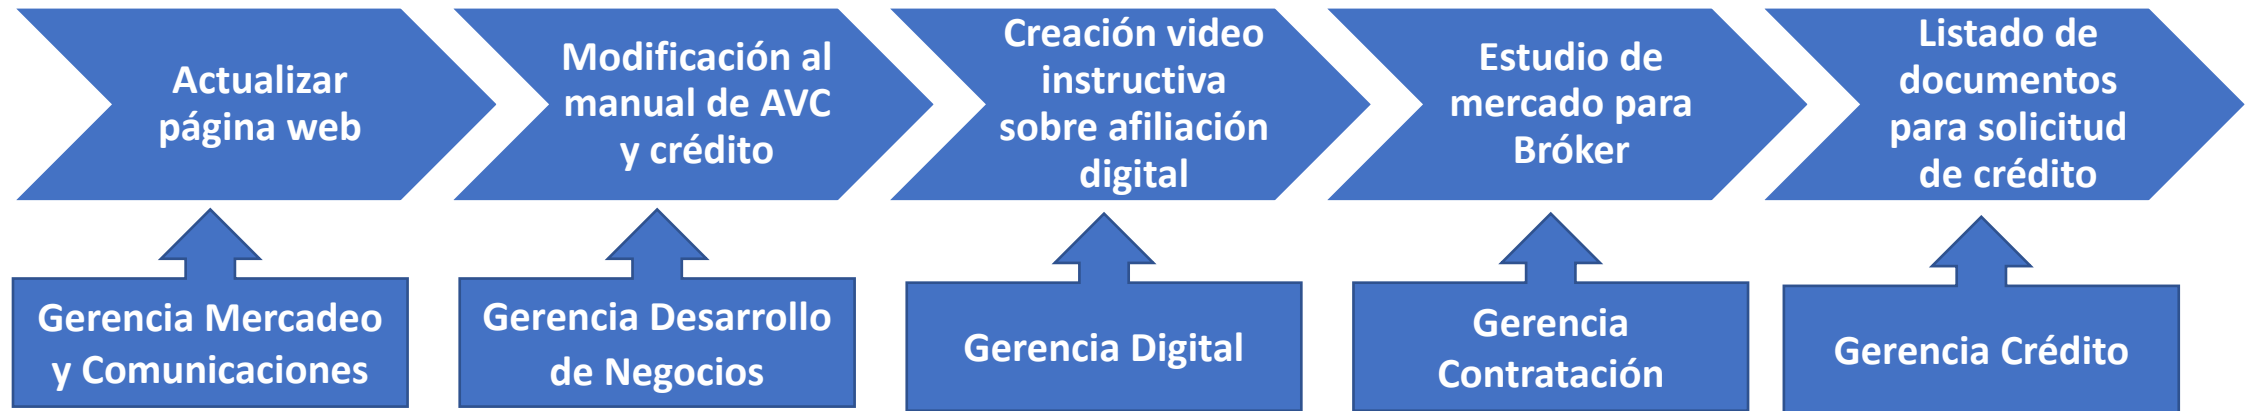 Actualizar
página web
Modificación al
manual de AVC
y crédito
Creación video
instructiva
sobre afiliación
digital
Estudio de
mercado para
Bróker
Listado de
documentos
para solicitud
de crédito
Gerencia Mercadeo
y Comunicaciones
Gerencia Desarrollo
de Negocios
Gerencia Digital
Gerencia
Contratación
Gerencia Crédito